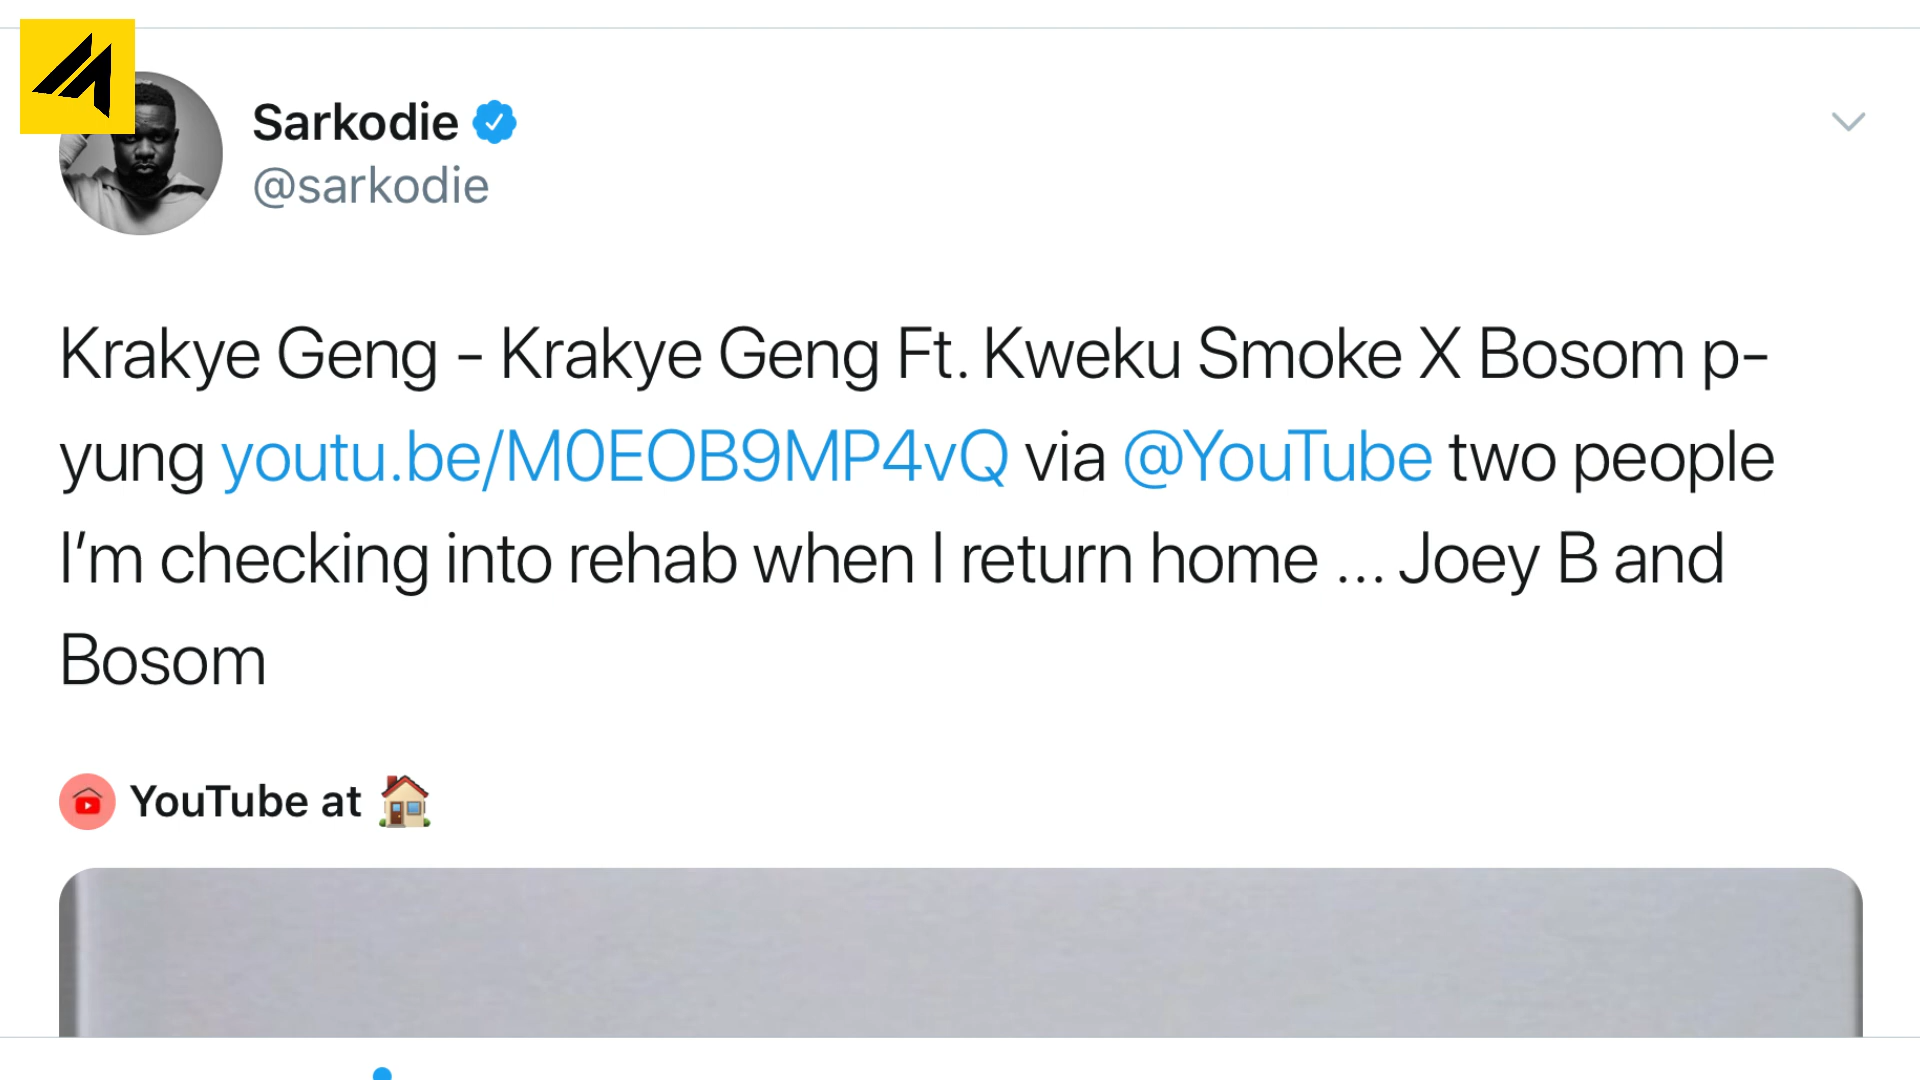 Sarkodie
@sarkodie
Krakye Geng - Krakye Geng Ft. Kweku Smoke X Bosom p-
yung youtu.be/M0EOB9MP4vQ via @YouTube two people
I’m checking into rehab when I return home ... Joey B and
Bosom
YouTube at